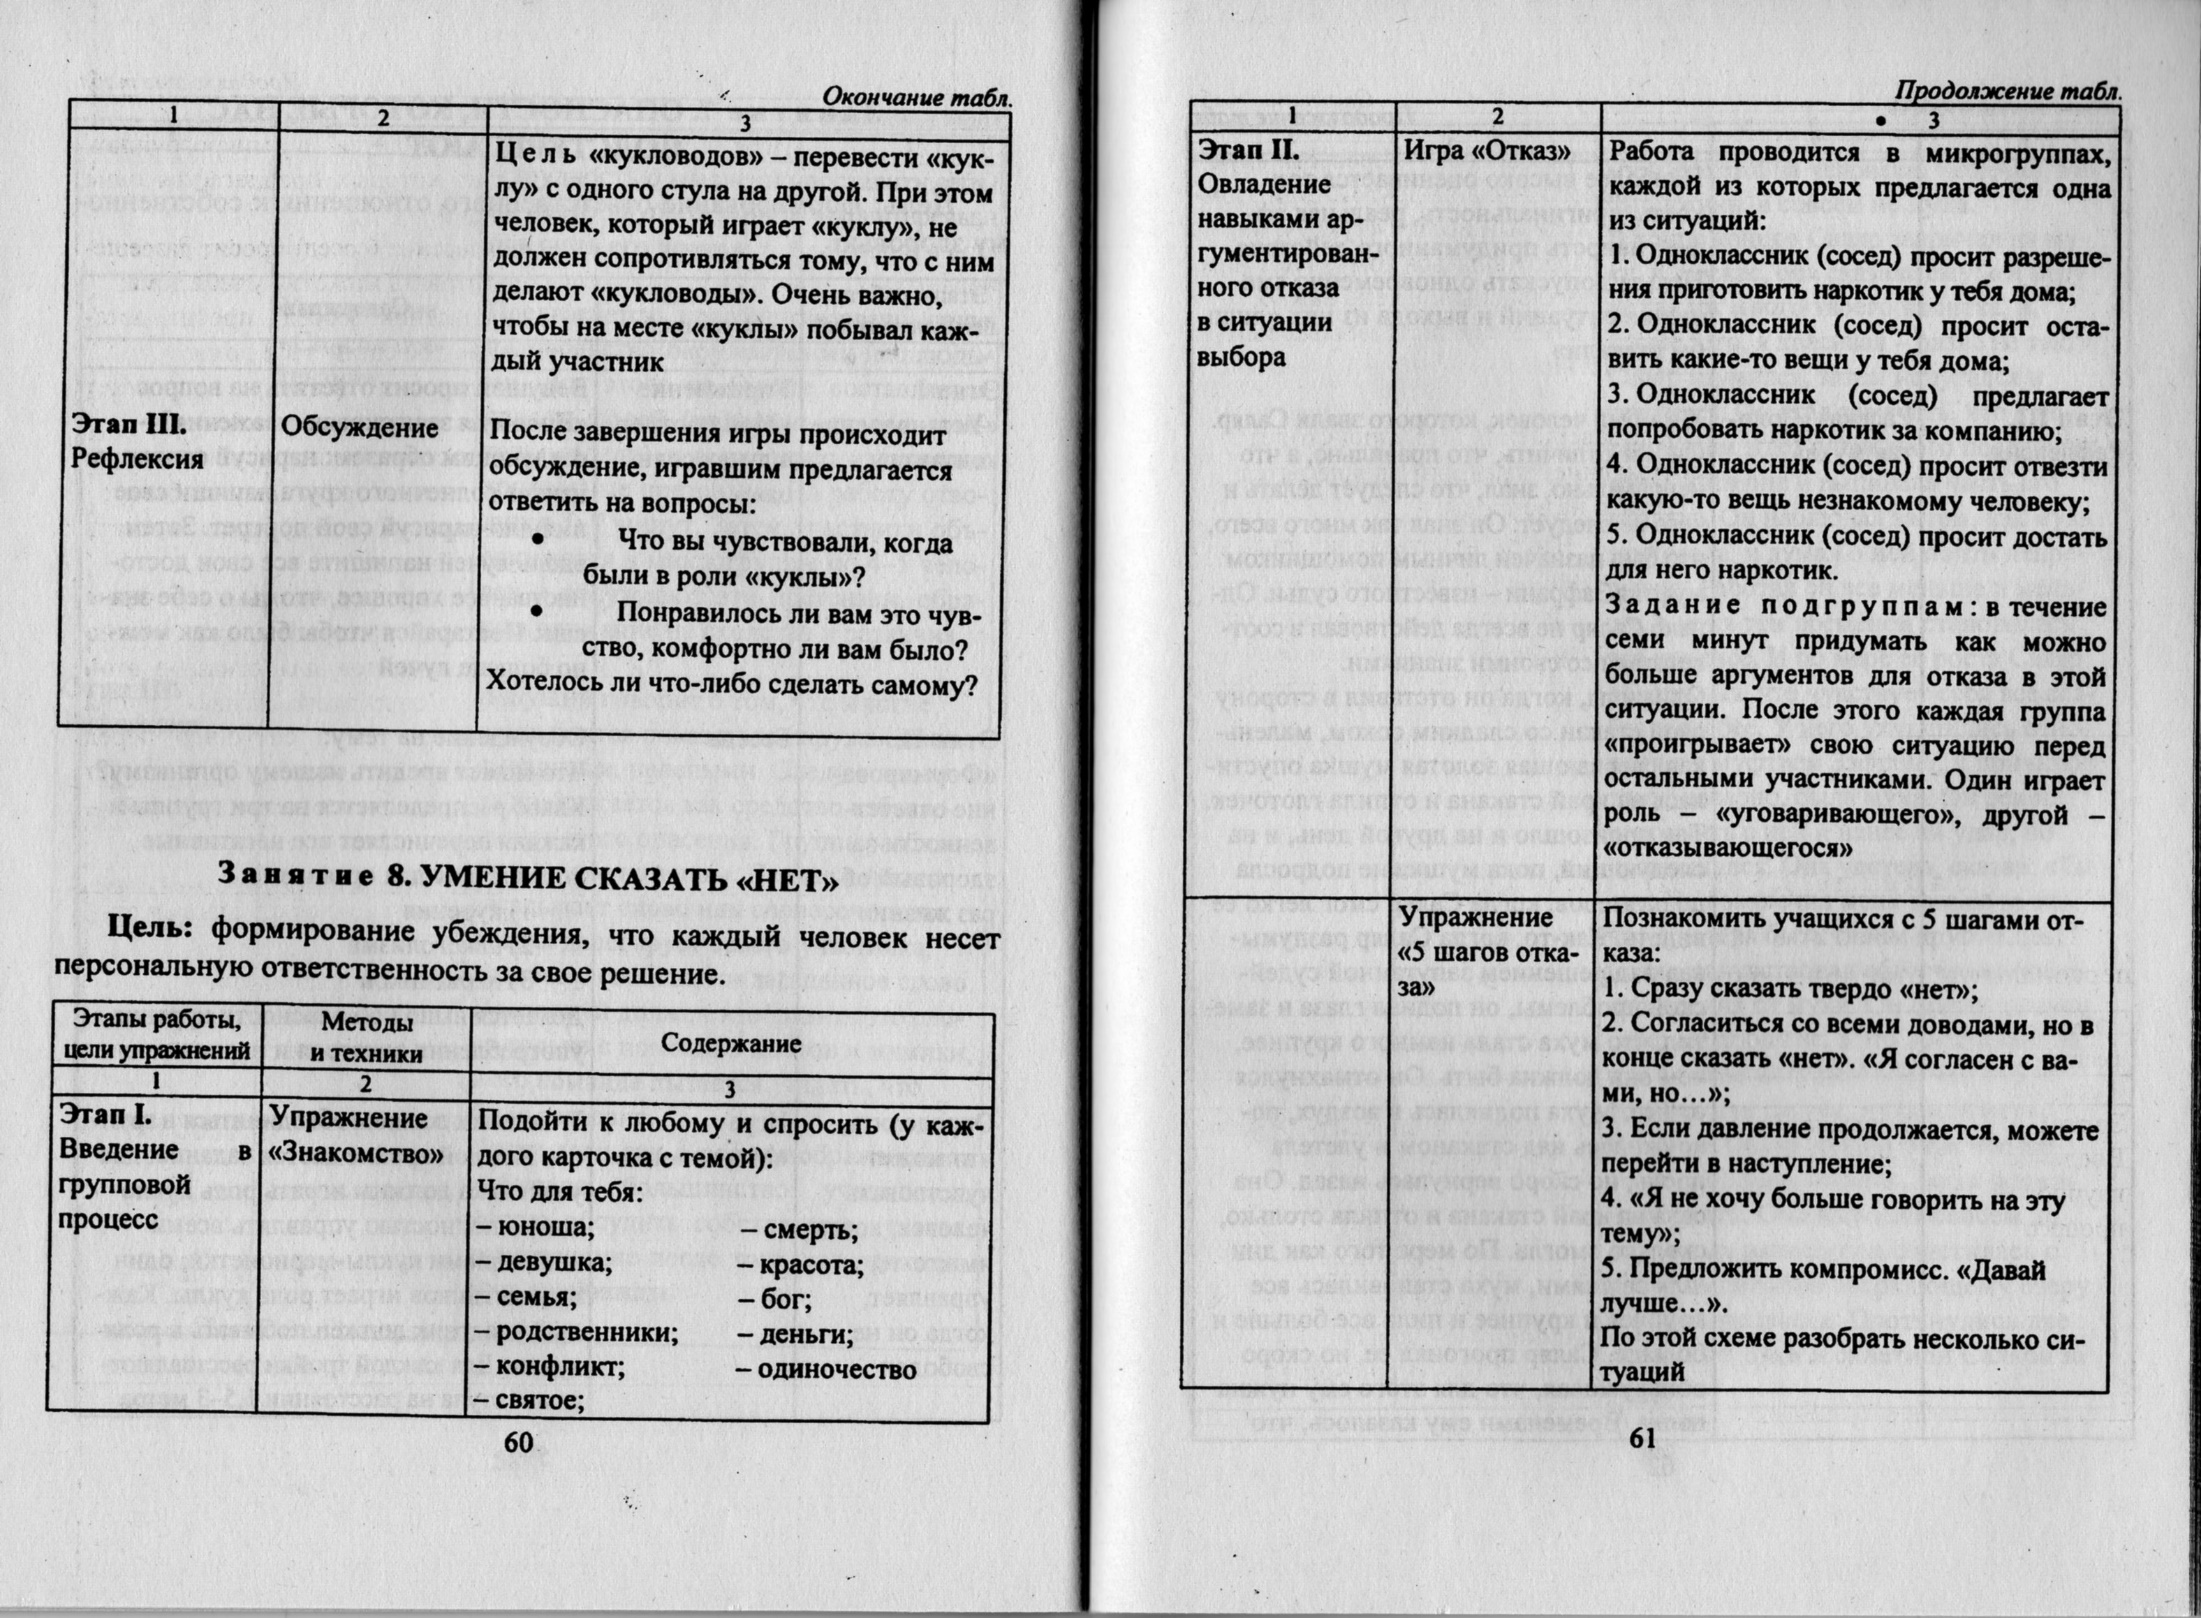 Окончание табл.
1 2 3
Цель «кукловодов» – перевести «кук-
лу» с одного стула на другой. При этом
человек, который играет «куклу», не
должен сопротивляться тому, что с ним
делают «кукловоды». Очень важно,
чтобы на месте «куклы» побывал каж-
дый участник
Этап III.
Рефлексия
Обсуждение
После завершения игры происходит
обсуждение, игравшим предлагается
ответить на вопросы:
• Что вы чувствовали, когда
были в роли «куклы»?
• Понравилось ли вам это чув-
ство, комфортно ли вам было?
Хотелось ли что-либо сделать самому?
Занятие 8. УМЕНИЕ СКАЗАТЬ «НЕТ»
Цель: формирование убеждения, что каждый человек несет
персональную ответственность за свое решение.
Этапы работы,
цели упражнений
Методы
и техники
Содержание
1 2 3
Этап I.
Введение в
групповой
процесс
Упражнение
«Знакомство»
Подойти к любому и спросить (у каж-
дого карточка с темой):
Что для тебя:
– юноша; – смерть;
– девушка; – красота;
– семья; – бог;
– родственники; – деньги;
– конфликт; – одиночество
– святое;
60
Продолжение табл.
1 2 3
Этап II.
Овладение
навыками ар-
гументирован-
ного отказа
в ситуации
выбора
Игра «Отказ»
Работа проводится в микрогруппах,
каждой из которых предлагается одна
из ситуаций:
1. Одноклассник (сосед) просит разреше-
ния приготовить наркотик у тебя дома;
2. Одноклассник (сосед) просит оста-
вить какие-то вещи у тебя дома;
3. Одноклассник (сосед) предлагает
попробовать наркотик за компанию;
4. Одноклассник (сосед) просит отвезти
какую-то вещь незнакомому человеку;
5. Одноклассник (сосед) просит достать
для него наркотик.
Задание подгруппам: в течение
семи минут придумать как можно
больше аргументов для отказа в этой
ситуации. После этого каждая группа
«проигрывает» свою ситуацию перед
остальными участниками. Один играет
роль – «уговаривающего», другой –
«отказывающегося»
Упражнение
«5 шагов отка-
за»
Познакомить учащихся с 5 шагами от-
каза:
1. Сразу сказать твердо «нет»;
2. Согласиться со всеми доводами, но в
конце сказать «нет». «Я согласен с ва-
ми, но…»;
3. Если давление продолжается, можете
перейти в наступление;
4. «Я не хочу больше говорить на эту
тему»;
5. Предложить компромисс. «Давай
лучше…».
По этой схеме разобрать несколько си-
туаций
61